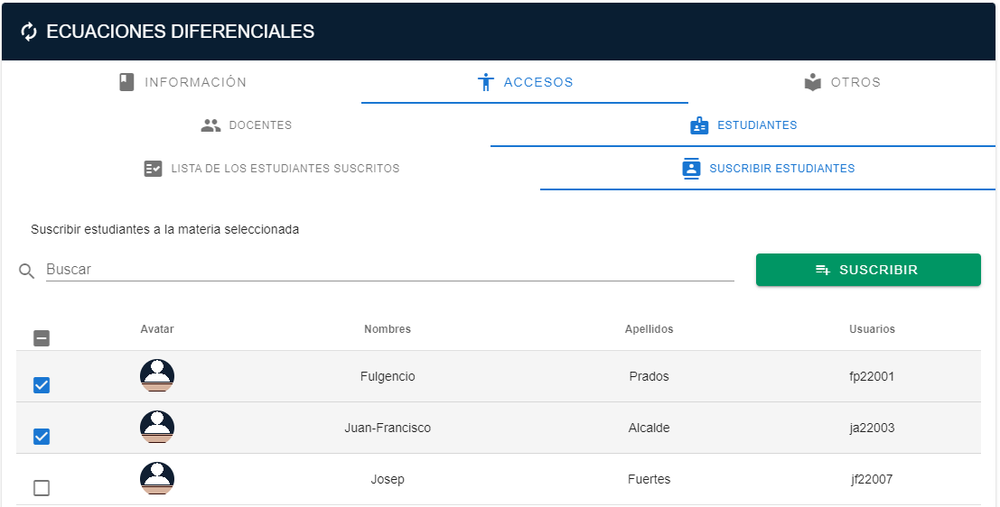 ECUACIONES DIFERENCIALES
INFORMACIÓN ACCESOS OTROS
DOCENTES ESTUDIANTES
LISTA DE LOS ESTUDIANTES SUSCRITOS SUSCRIBIR ESTUDIANTES
Suscribir estudiantes a la materia seleccionada
Buscar SUSCRIBIR
Avatar Nombres Apellidos Usuarios
Fulgencio Prados fp22001
Juan-Francisco Alcalde ja22003
Josep Fuertes jf22007